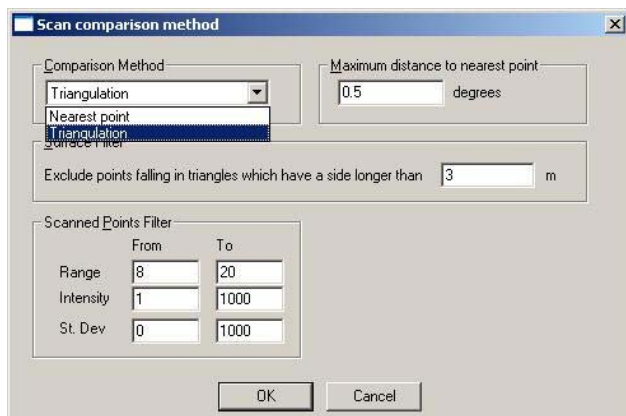 Scan comparison method
Comparison Method
Maximum distance to nearest point
Triangulation
0.5 degrees
Nearest point
Triangulation
Surface Filter
Exclude points falling in triangles which have a side longer than 3 m
Scanned Points Filter
From To
Range 8 20
Intensity 1 1000
St. Dev 0 1000
OK Cancel